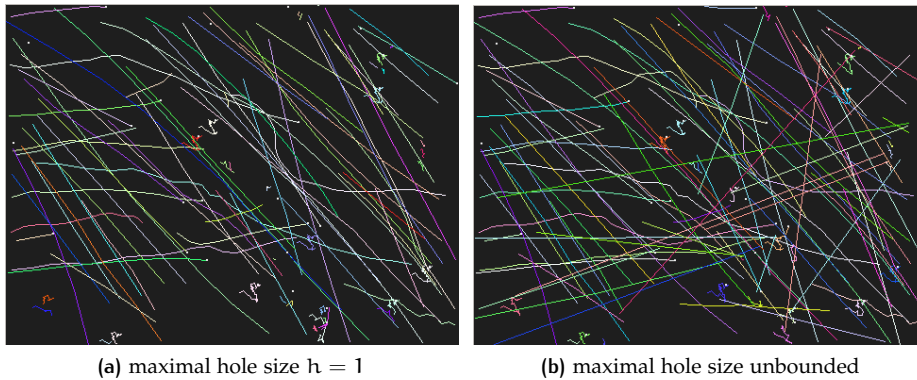 (a) maximal hole size h = 1
(b) maximal hole size unbounded